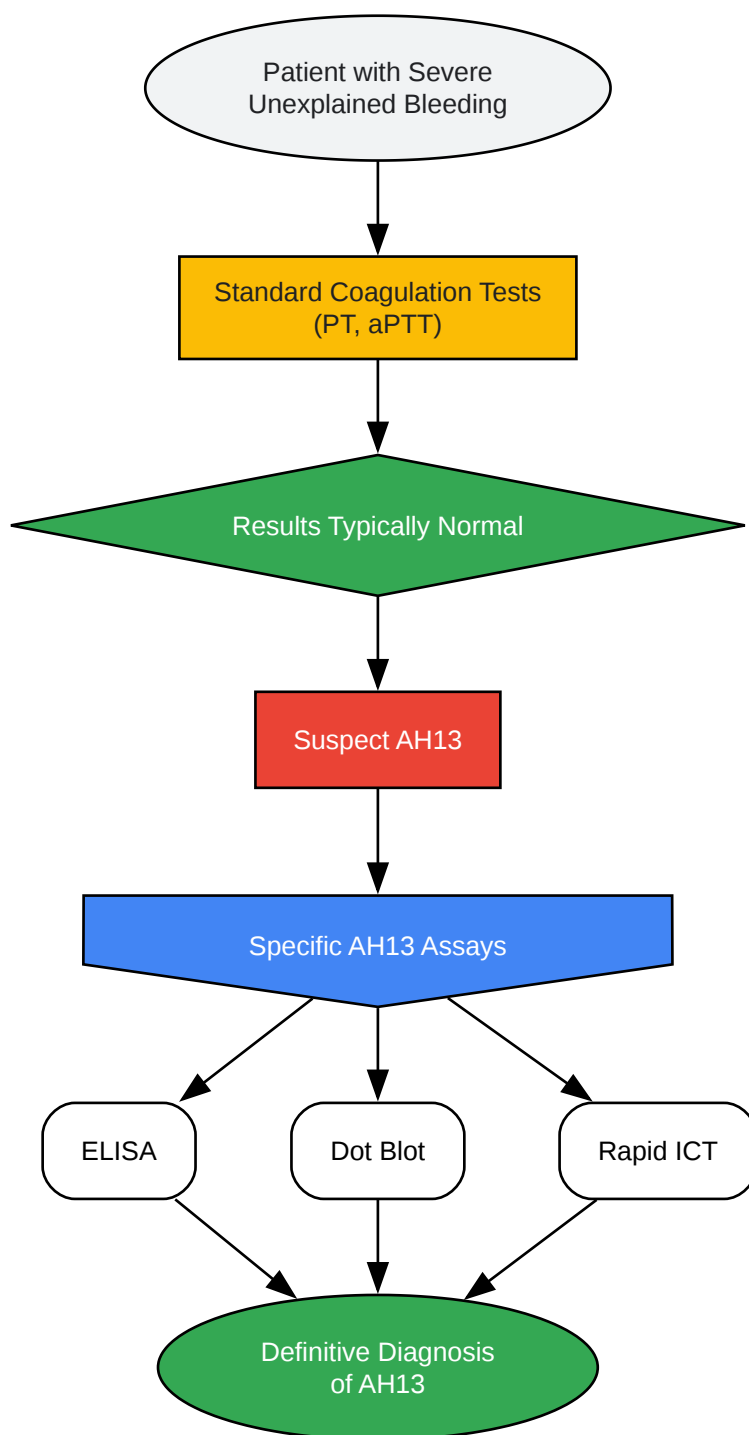 Patient with Severe
Unexplained Bleeding
Standard Coagulation Tests
(PT, aPTT)
Results Typically Normal
Suspect AH13
Specific AH13 Assays
ELISA
Dot Blot
Rapid ICT
Definitive Diagnosis
of AH13